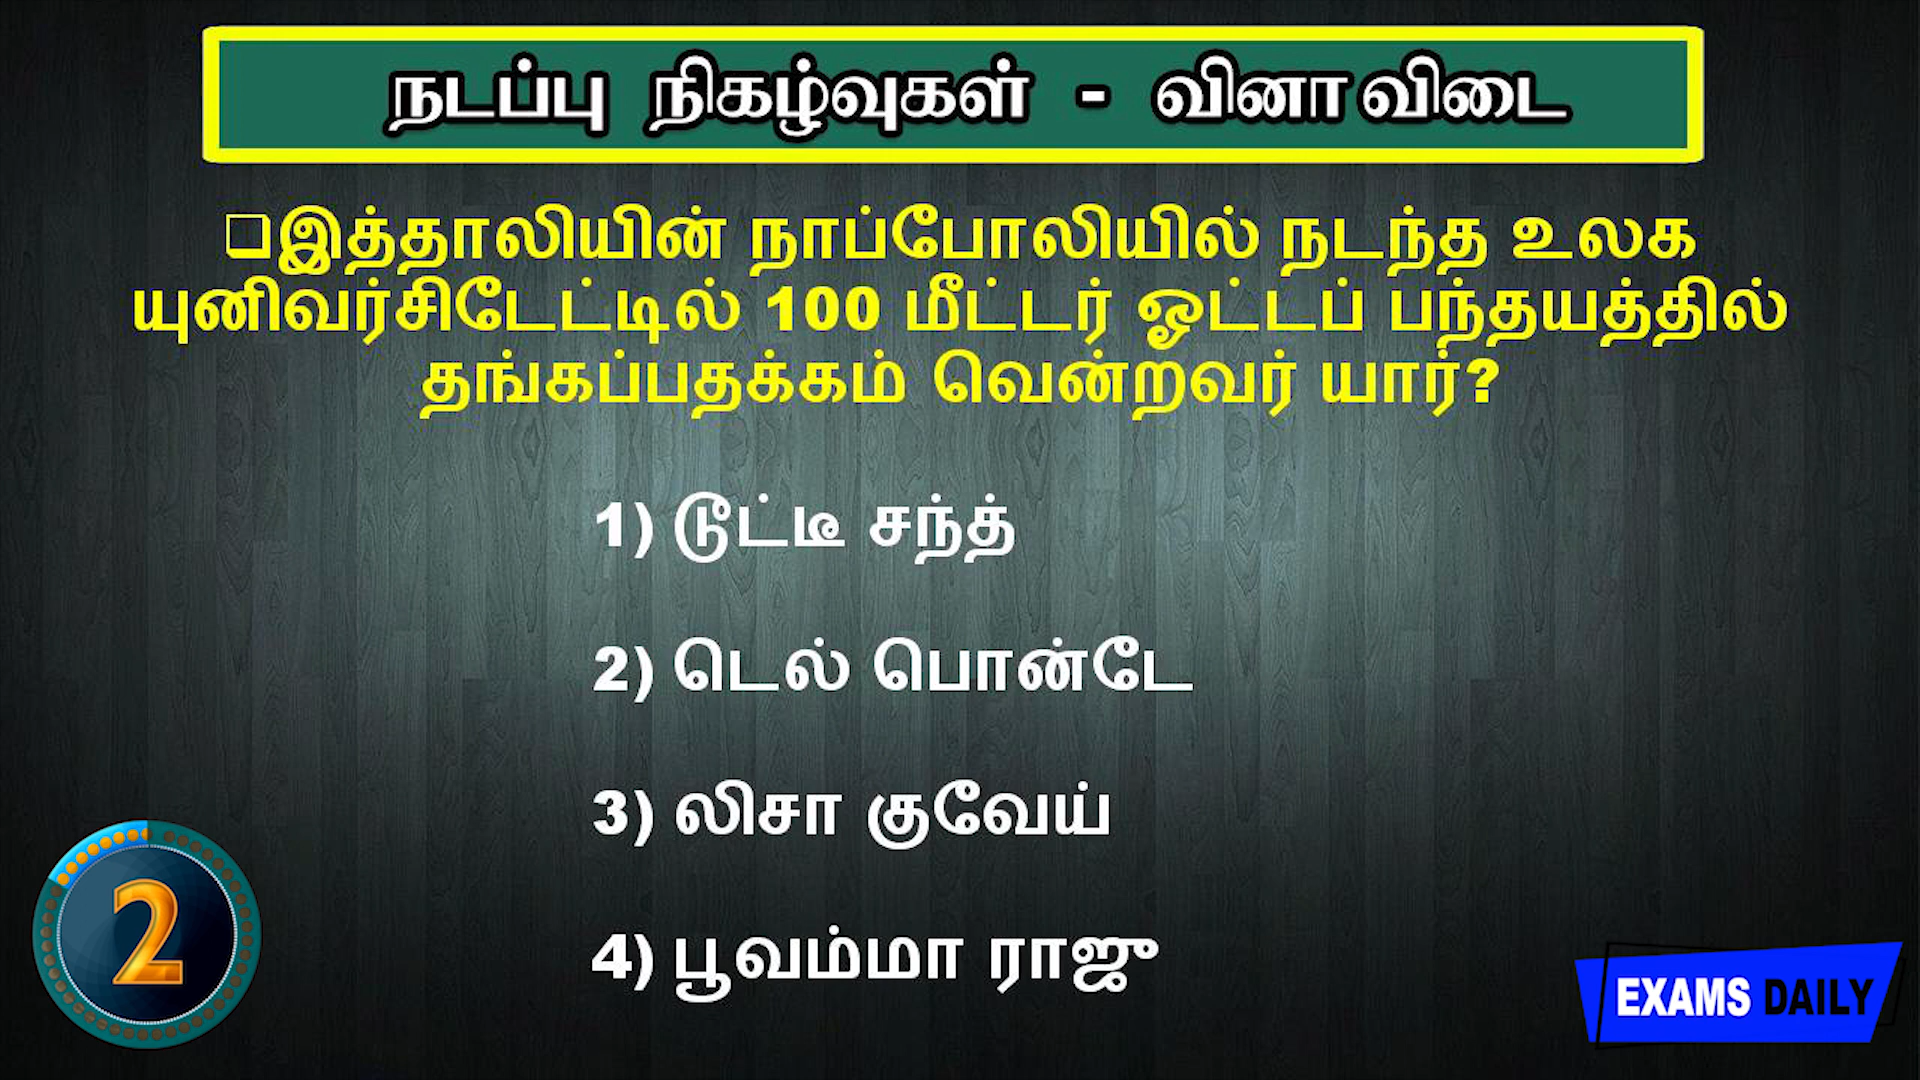 நடப்பு நிகழ்வுகள் - வினா விடை
❑இத்தாலியின் நாப்போலியில் நடந்த உலக
யுனிவர்சிடேட்டில் 100 மீட்டர் ஓட்டப் பந்தயத்தில்
தங்கப்பதக்கம் வென்றவர் யார்?
1) டூட்டீ சந்த்
2) டெல் பொன்டே
3) லிசா குவேய்
4) பூவம்மா ராஜு
2
EXAMS DAILY